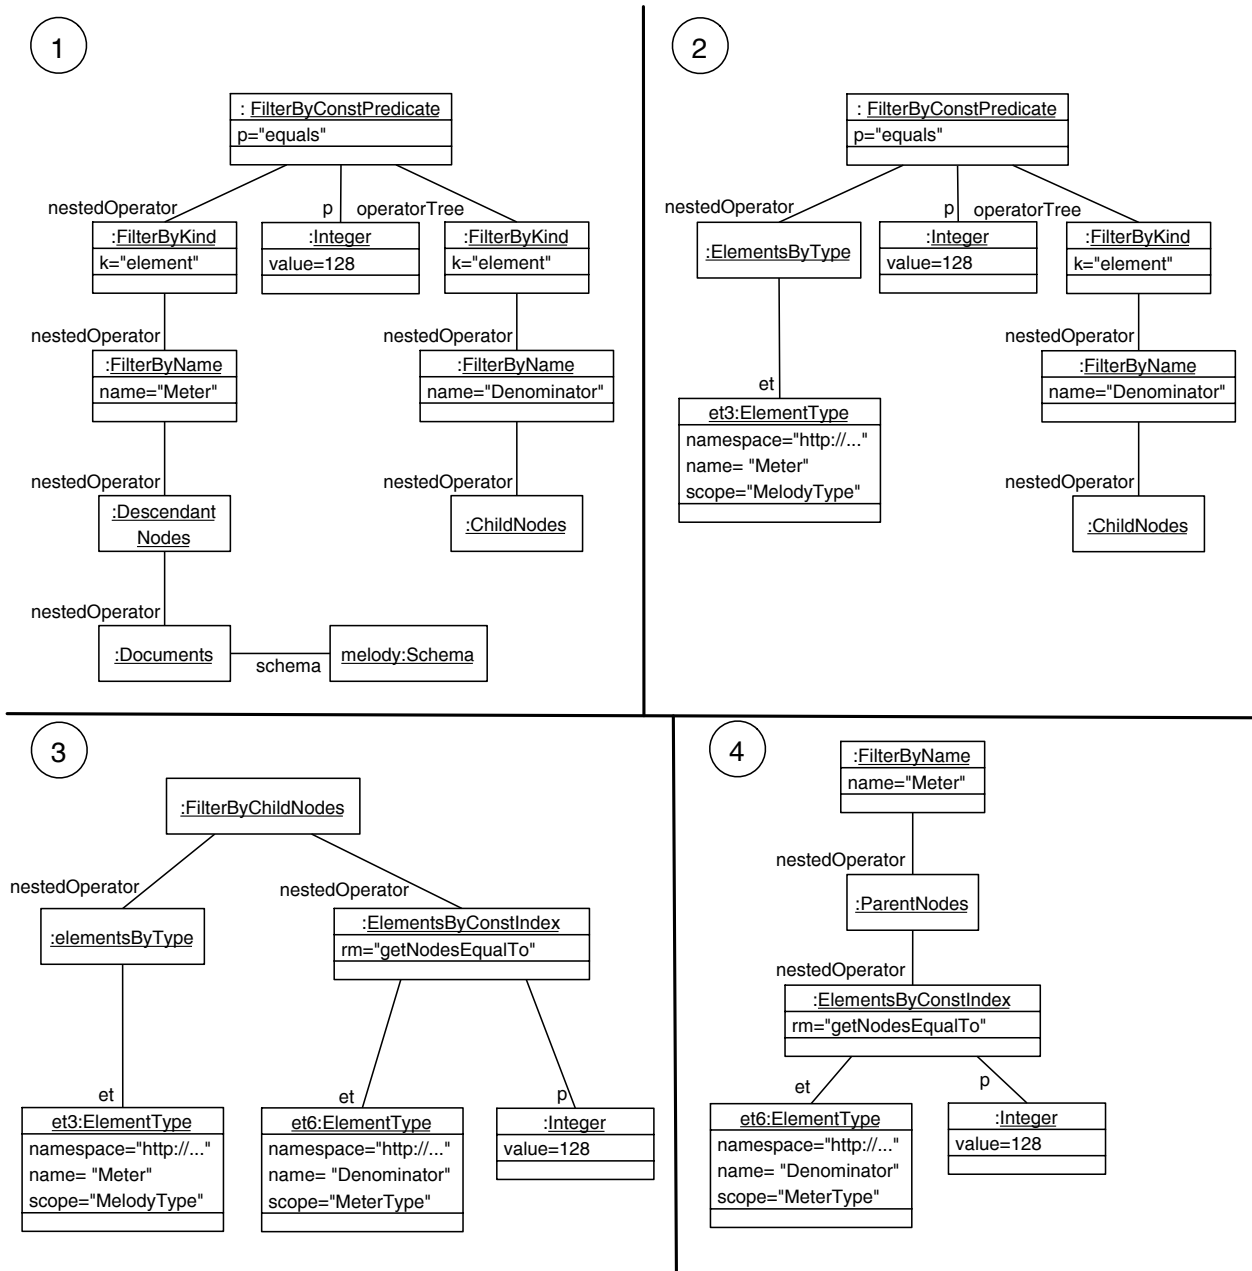 1
: FilterByConstPredicate
p="equals"
nestedOperator
p
operatorTree
:FilterByKind
k="element"
:Integer
value=128
:FilterByKind
k="element"
nestedOperator
nestedOperator
:FilterByName
name="Meter"
:FilterByName
name="Denominator"
nestedOperator
nestedOperator
:Descendant
Nodes
:ChildNodes
nestedOperator
:Documents
schema
melody:Schema
2
: FilterByConstPredicate
p="equals"
nestedOperator
p
operatorTree
:ElementsByType
:Integer
value=128
:FilterByKind
k="element"
nestedOperator
:FilterByName
name="Denominator"
et
et3:ElementType
namespace="http://..."
name= "Meter"
scope="MelodyType"
nestedOperator
:ChildNodes
3
:FilterByChildNodes
nestedOperator
nestedOperator
:elementsByType
:ElementsByConstIndex
rm="getNodesEqualTo"
et
et
p
et3:ElementType
namespace="http://..."
name= "Meter"
scope="MelodyType"
et6:ElementType
namespace="http://..."
name= "Denominator"
scope="MeterType"
:Integer
value=128
4
:FilterByName
name="Meter"
nestedOperator
:ParentNodes
nestedOperator
:ElementsByConstIndex
rm="getNodesEqualTo"
et
p
et6:ElementType
namespace="http://..."
name= "Denominator"
scope="MeterType"
:Integer
value=128